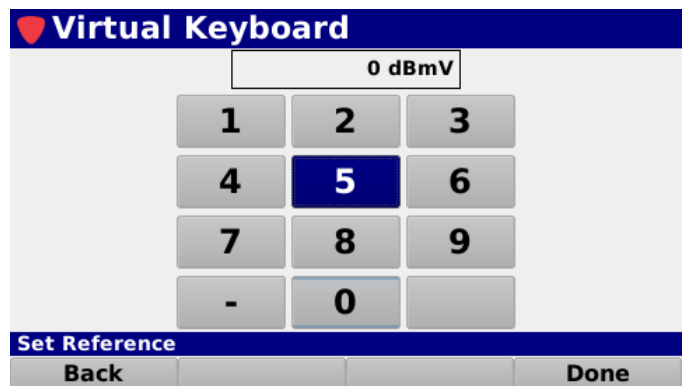 Virtual Keyboard
0 dBmV
1 2 3
4 5 6
7 8 9
- 0
Set Reference
Back Done